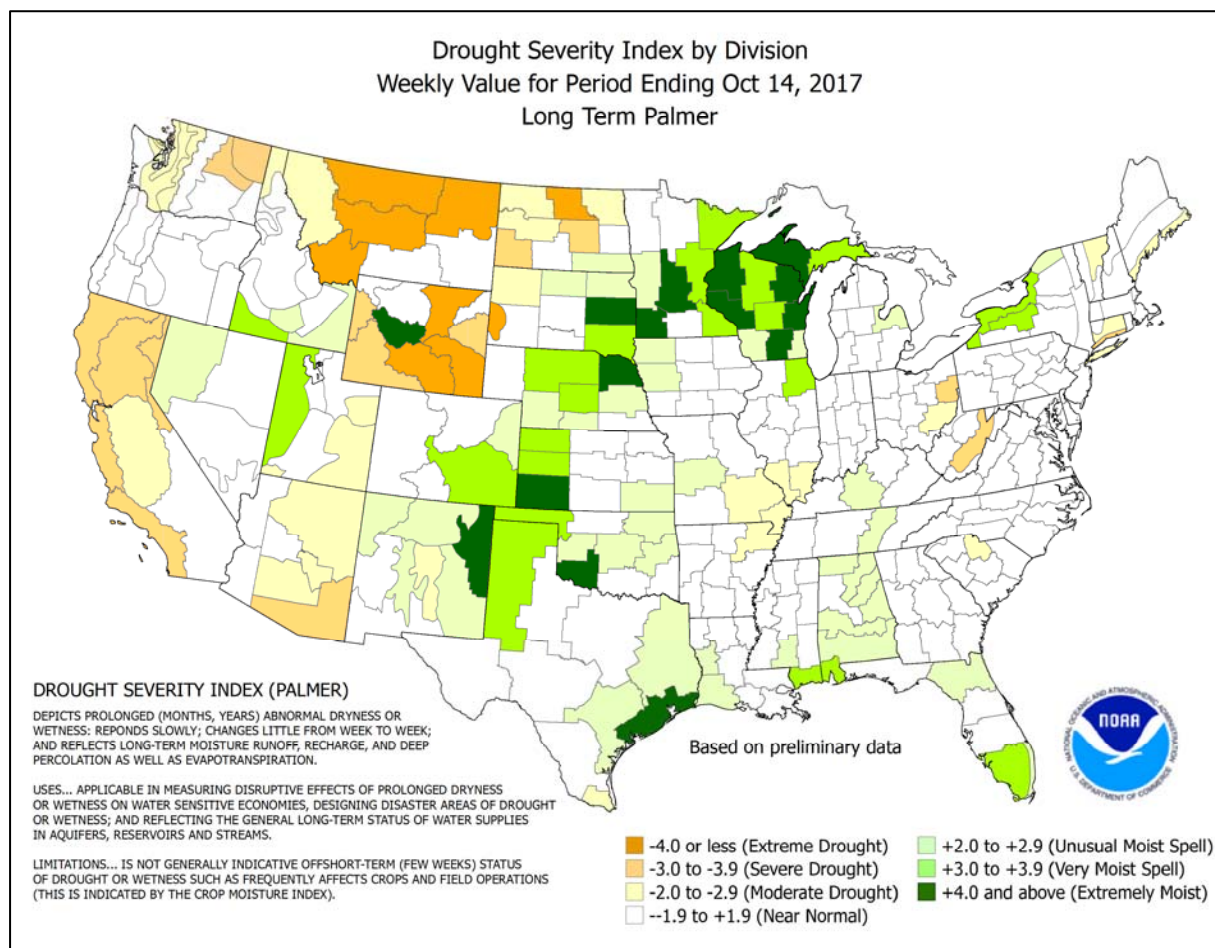 Drought Severity Index by Division
Weekly Value for Period Ending Oct 14, 2017
Long Term Palmer
DROUGHT SEVERITY INDEX (PALMER)
DEPICTS PROLONGED (MONTHS, YEARS) ABNORMAL DRYNESS OR
WETNESS: REPONDS SLOWLY; CHANGES LITTLE FROM WEEK TO WEEK;
AND REFLECTS LONG-TERM MOISTURE RUNOFF, RECHARGE, AND DEEP
PERCOLATION AS WELL AS EVAPOTRANSPIRATION.
USES... APPLICABLE IN MEASURING DISRUPTIVE EFFECTS OF PROLONGED DRYNESS
OR WETNESS ON WATER SENSITIVE ECONOMIES, DESIGNING DISASTER AREAS OF DROUGHT
OR WETNESS; AND REFLECTING THE GENERAL LONG-TERM STATUS OF WATER SUPPLIES
IN AQUIFERS, RESERVOIRS AND STREAMS.
LIMITATIONS... IS NOT GENERALLY INDICATIVE OFFSHORT-TERM (FEW WEEKS) STATUS
OF DROUGHT OR WETNESS SUCH AS FREQUENTLY AFFECTS CROPS AND FIELD OPERATIONS
(THIS IS INDICATED BY THE CROP MOISTURE INDEX).
Based on preliminary data
NATIONAL OCEANIC AND ATMOSPHERIC ADMINISTRATION
NOAA
U.S. DEPARTMENT OF COMMERCE
-4.0 or less (Extreme Drought)
-3.0 to -3.9 (Severe Drought)
-2.0 to -2.9 (Moderate Drought)
--1.9 to +1.9 (Near Normal)
+2.0 to +2.9 (Unusual Moist Spell)
+3.0 to +3.9 (Very Moist Spell)
+4.0 and above (Extremely Moist)